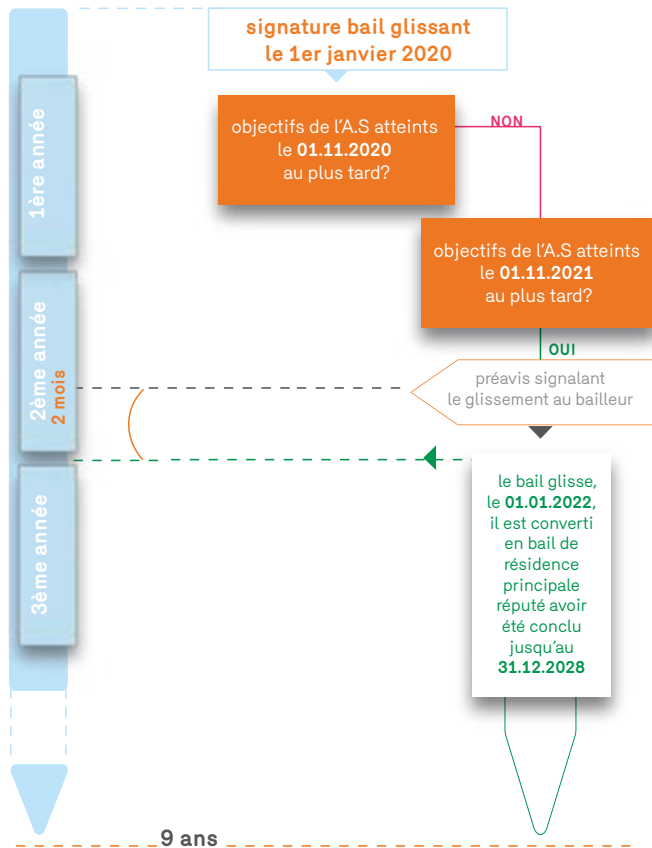 signature bail glissant
le 1er janvier 2020
objectifs de l'A.S atteints
le 01.11.2020
au plus tard?
NON
1ère année
objectifs de l'A.S atteints
le 01.11.2021
au plus tard?
OUI
2ème année
2 mois
préavis signalant
le glissement au bailleur
3ème année
le bail glisse,
le 01.01.2022,
il est converti
en bail de
résidence
principale
réputé avoir
été conclu
jusqu'au
31.12.2028
9 ans